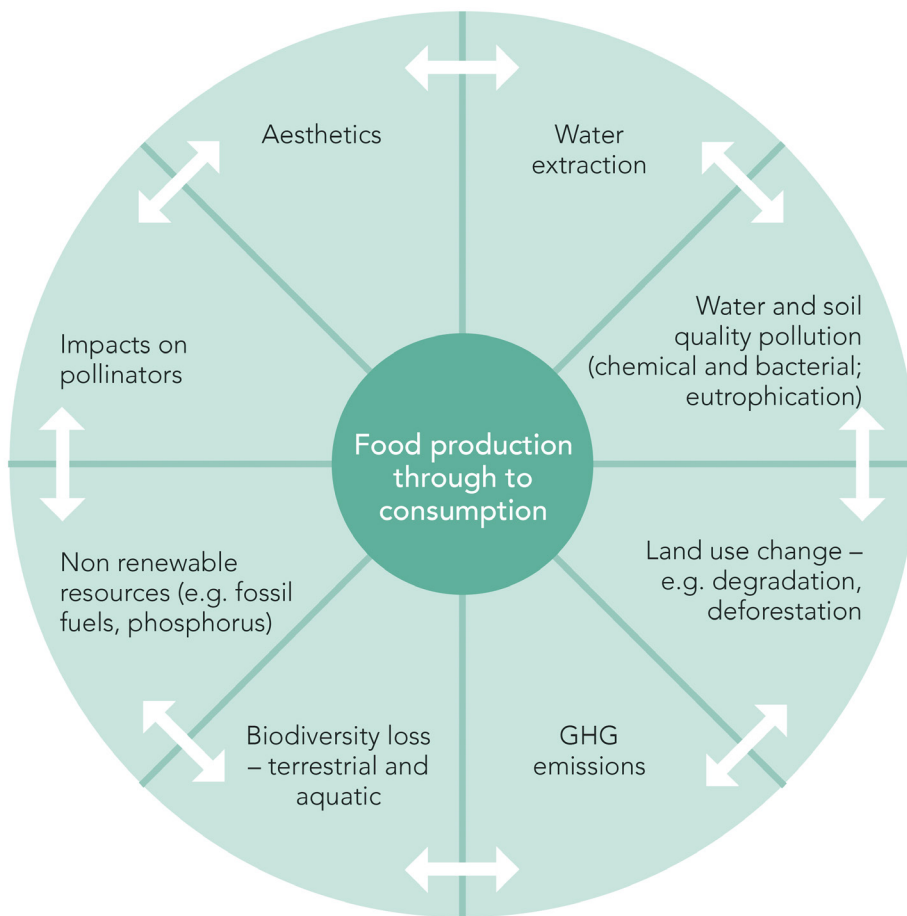 Aesthetics
Water
extraction
Water and soil
quality pollution
(chemical and bacterial;
eutrophication)
Land use change –
e.g. degradation,
deforestation
GHG
emissions
Biodiversity loss
– terrestrial and
aquatic
Non renewable
resources (e.g. fossil
fuels, phosphorus)
Impacts on
pollinators
Food production
through to
consumption